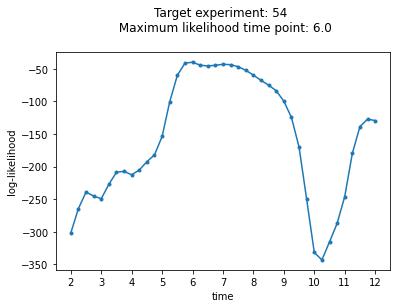 Target experiment: 54
Maximum likelihood time point: 6.0
log-likelihood
−50
−100
−150
−200
−250
−300
−350
2 3 4 5 6 7 8 9 10 11 12
time